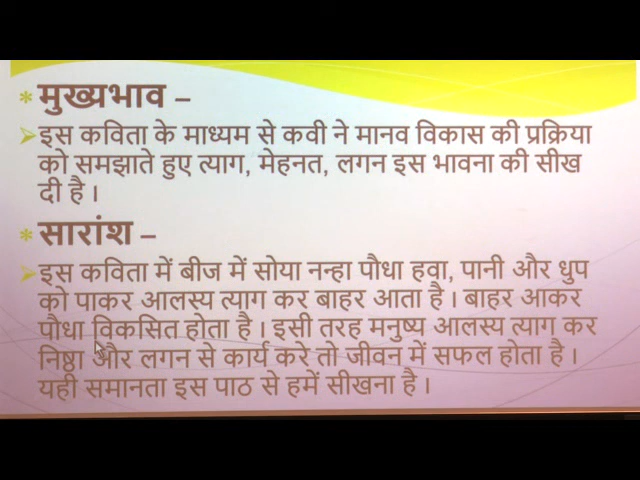 * मुख्यभाव –
➢ इस कविता के माध्यम से कवी ने मानव विकास की प्रक्रिया
को समझाते हुए त्याग, मेहनत, लगन इस भावना की सीख
दी है ।
* सारांश –
➢ इस कविता में बीज में सोया नन्हा पौधा हवा, पानी और धुप
को पाकर आलस्य त्याग कर बाहर आता है । बाहर आकर
पौधा विकसित होता है । इसी तरह मनुष्य आलस्य त्याग कर
निष्ठा और लगन से कार्य करे तो जीवन में सफल होता है ।
यही समानता इस पाठ से हमें सीखना है ।